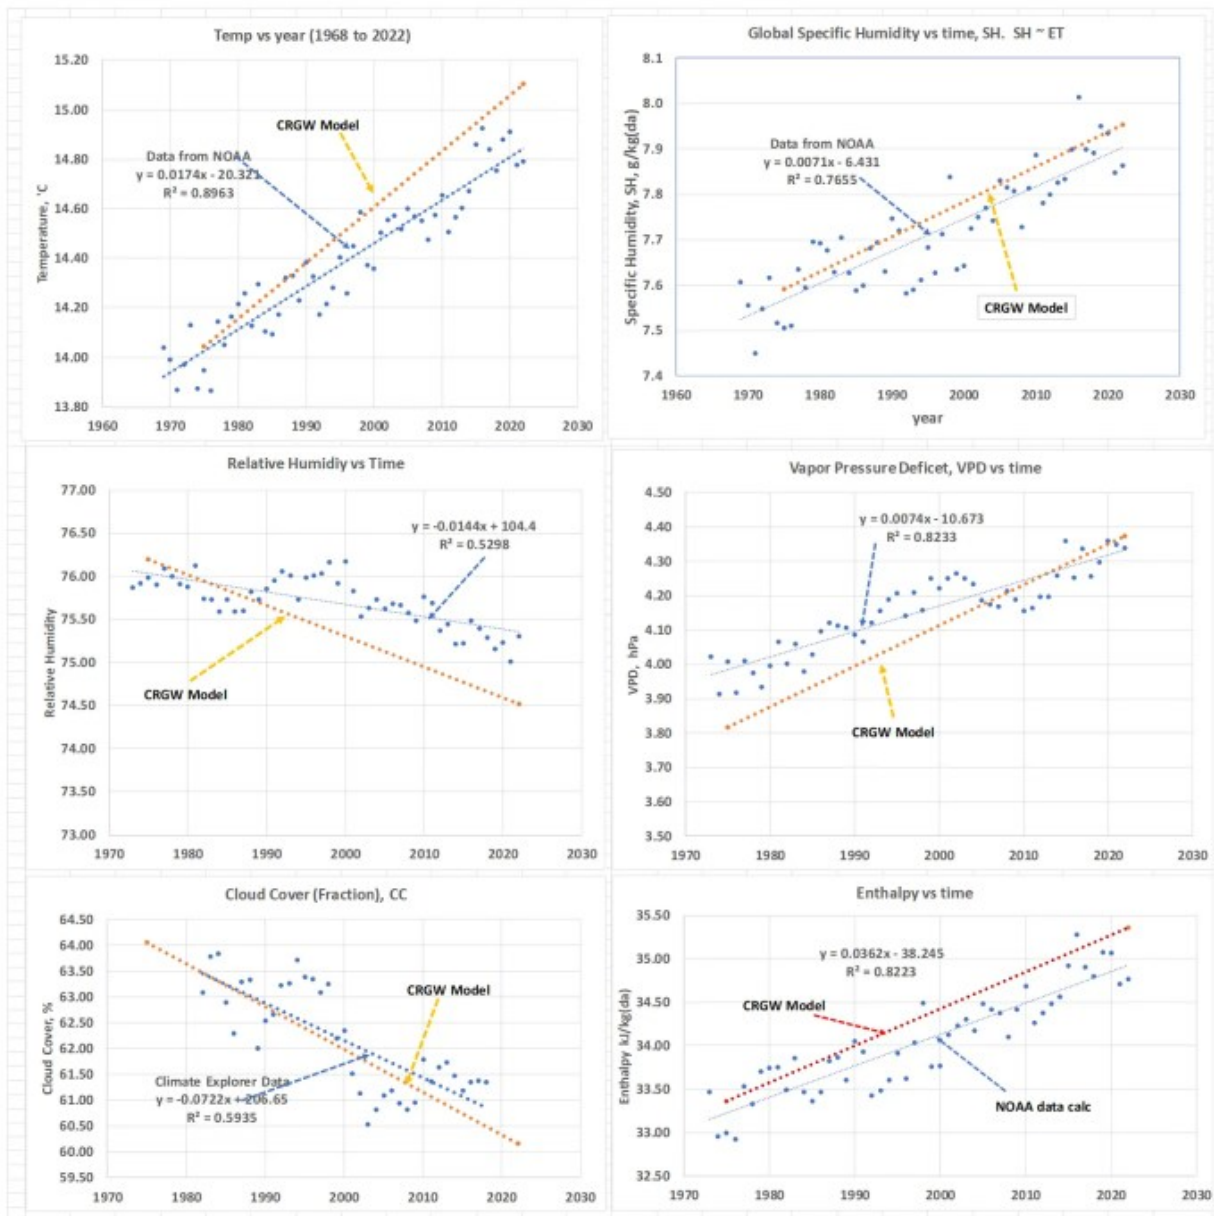 Temp vs year (1968 to 2022)
15.20
15.00
14.80
14.60
14.40
14.20
14.00
13.80
Temperature, 'C
CRGW Model
Data from NOAA
y = 0.0174x - 20.321
R² = 0.8963
1960 1970 1980 1990 2000 2010 2020 2030
Global Specific Humidity vs time, SH. SH ~ ET
8.1
8.0
7.9
7.8
7.7
7.6
7.5
7.4
Specific Humidity, SH, g/kg(da)
Data from NOAA
y = 0.0071x - 6.431
R² = 0.7655
CRGW Model
1960 1970 1980 1990 2000 2010 2020 2030
year
Relative Humidiy vs Time
77.00
76.50
76.00
75.50
75.00
74.50
74.00
73.50
73.00
Relative Humidity
y = -0.0144x + 104.4
R² = 0.5298
CRGW Model
1970 1980 1990 2000 2010 2020 2030
Vapor Pressure Deficet, VPD vs time
4.50
4.40
4.30
4.20
4.10
4.00
3.90
3.80
3.70
3.60
3.50
VPD, hPa
y = 0.0074x - 10.673
R² = 0.8233
CRGW Model
1970 1980 1990 2000 2010 2020 2030
Cloud Cover (Fraction), CC
64.50
64.00
63.50
63.00
62.50
62.00
61.50
61.00
60.50
60.00
59.50
Cloud Cover, %
CRGW Model
Climate Explorer Data
y = -0.0722x + 206.65
R² = 0.5935
1970 1980 1990 2000 2010 2020 2030
Enthalpy vs time
35.50
35.00
34.50
34.00
33.50
33.00
32.50
Enthalpy kJ/kg(da)
y = 0.0362x - 38.245
R² = 0.8223
CRGW Model
NOAA data calc
1970 1980 1990 2000 2010 2020 2030